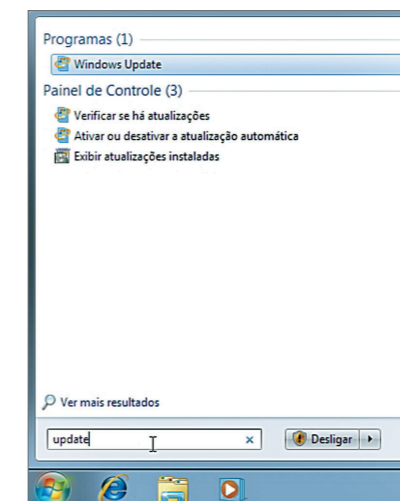 Programas (1)
Windows Update
Painel de Controle (3)
Verificar se há atualizações
Ativar ou desativar a atualização automática
Exibir atualizações instaladas
Ver mais resultados
update
Desligar